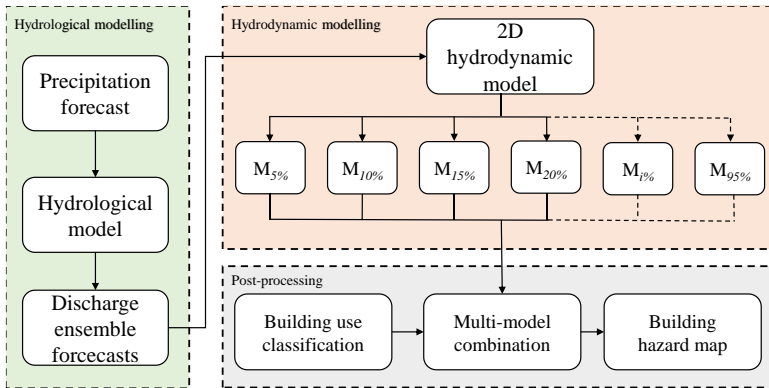 Hydrological modelling
Precipitation
forecast
Hydrological
model
Discharge
ensemble
forcecasts
Hydrodynamic modelling
2D
hydrodynamic
model
M5%
M10%
M15%
M20%
Mi%
M95%
Post-processing
Building use
classification
Multi-model
combination
Building
hazard map